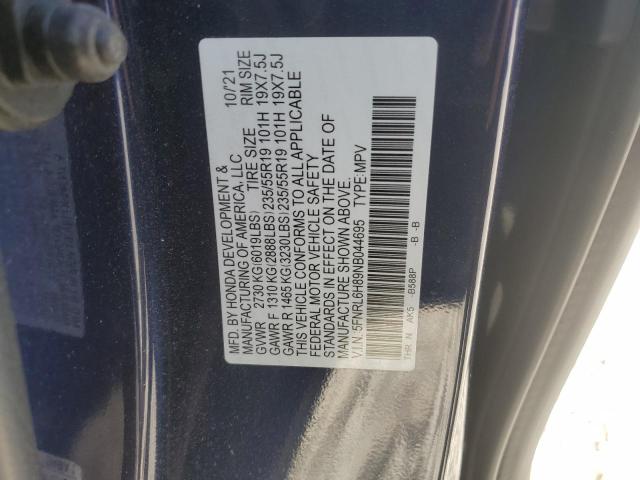 MFD. BY HONDA DEVELOPMENT & 10/'21
MANUFACTURING OF AMERICA, LLC
GVWR 2730 KG(6019LBS) TIRE SIZE RIM SIZE
GAWR F 1310 KG(2888LBS) 235/55R19 101H 19X7.5J
GAWR R 1465 KG(3230LBS) 235/55R19 101H 19X7.5J
THIS VEHICLE CONFORMS TO ALL APPLICABLE
FEDERAL MOTOR VEHICLE SAFETY
STANDARDS IN EFFECT ON THE DATE OF
MANUFACTURE SHOWN ABOVE.
V.I.N. 5FNRL6H89NB044695 TYPE:MPV
THR N AK5 -B588P -B -B